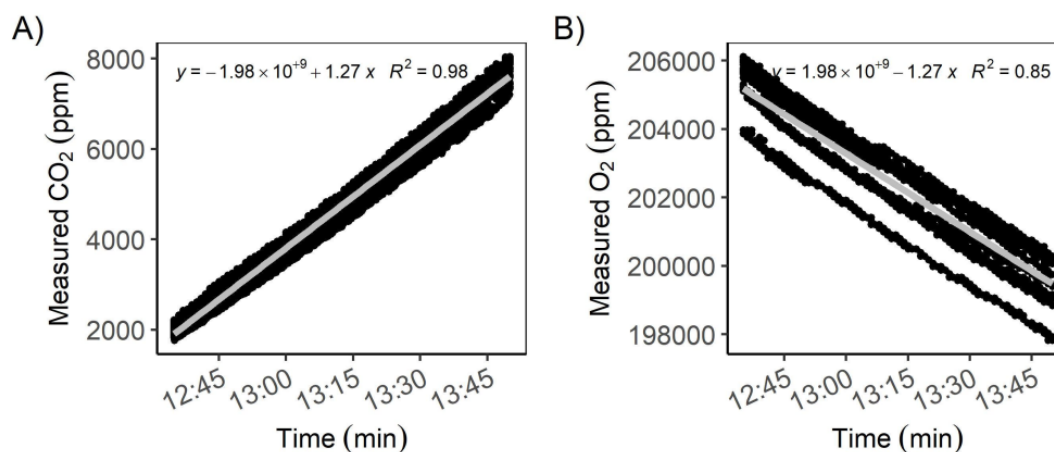 A)
y = −1.98 × 10⁺⁹ + 1.27 x R² = 0.98
8000
6000
4000
2000
Measured CO₂ (ppm)
12:45 13:00 13:15 13:30 13:45
Time (min)
B)
y = 1.98 × 10⁺⁹ − 1.27 x R² = 0.85
206000
204000
202000
200000
198000
Measured O₂ (ppm)
12:45 13:00 13:15 13:30 13:45
Time (min)